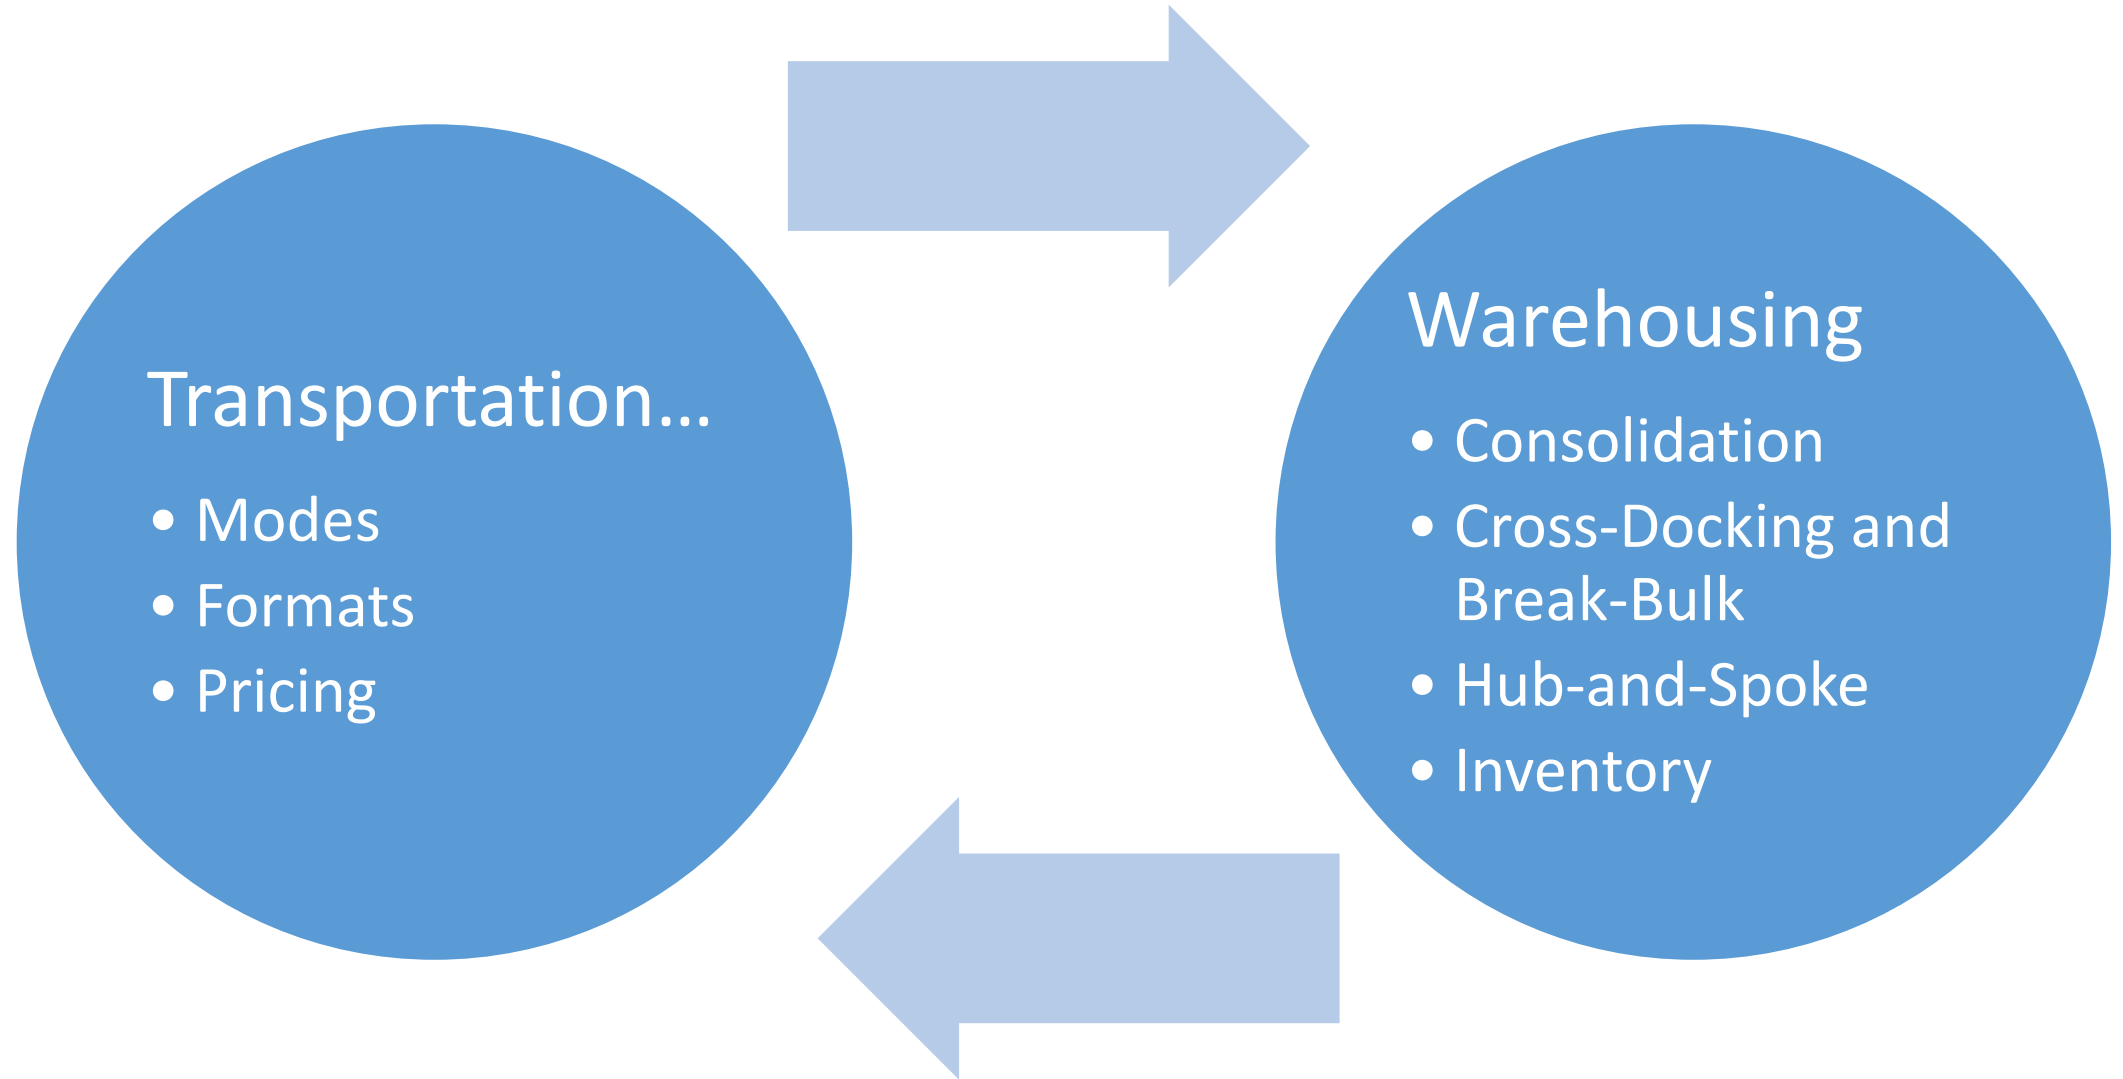 Transportation…
• Modes
• Formats
• Pricing
Warehousing
• Consolidation
• Cross-Docking and
Break-Bulk
• Hub-and-Spoke
• Inventory